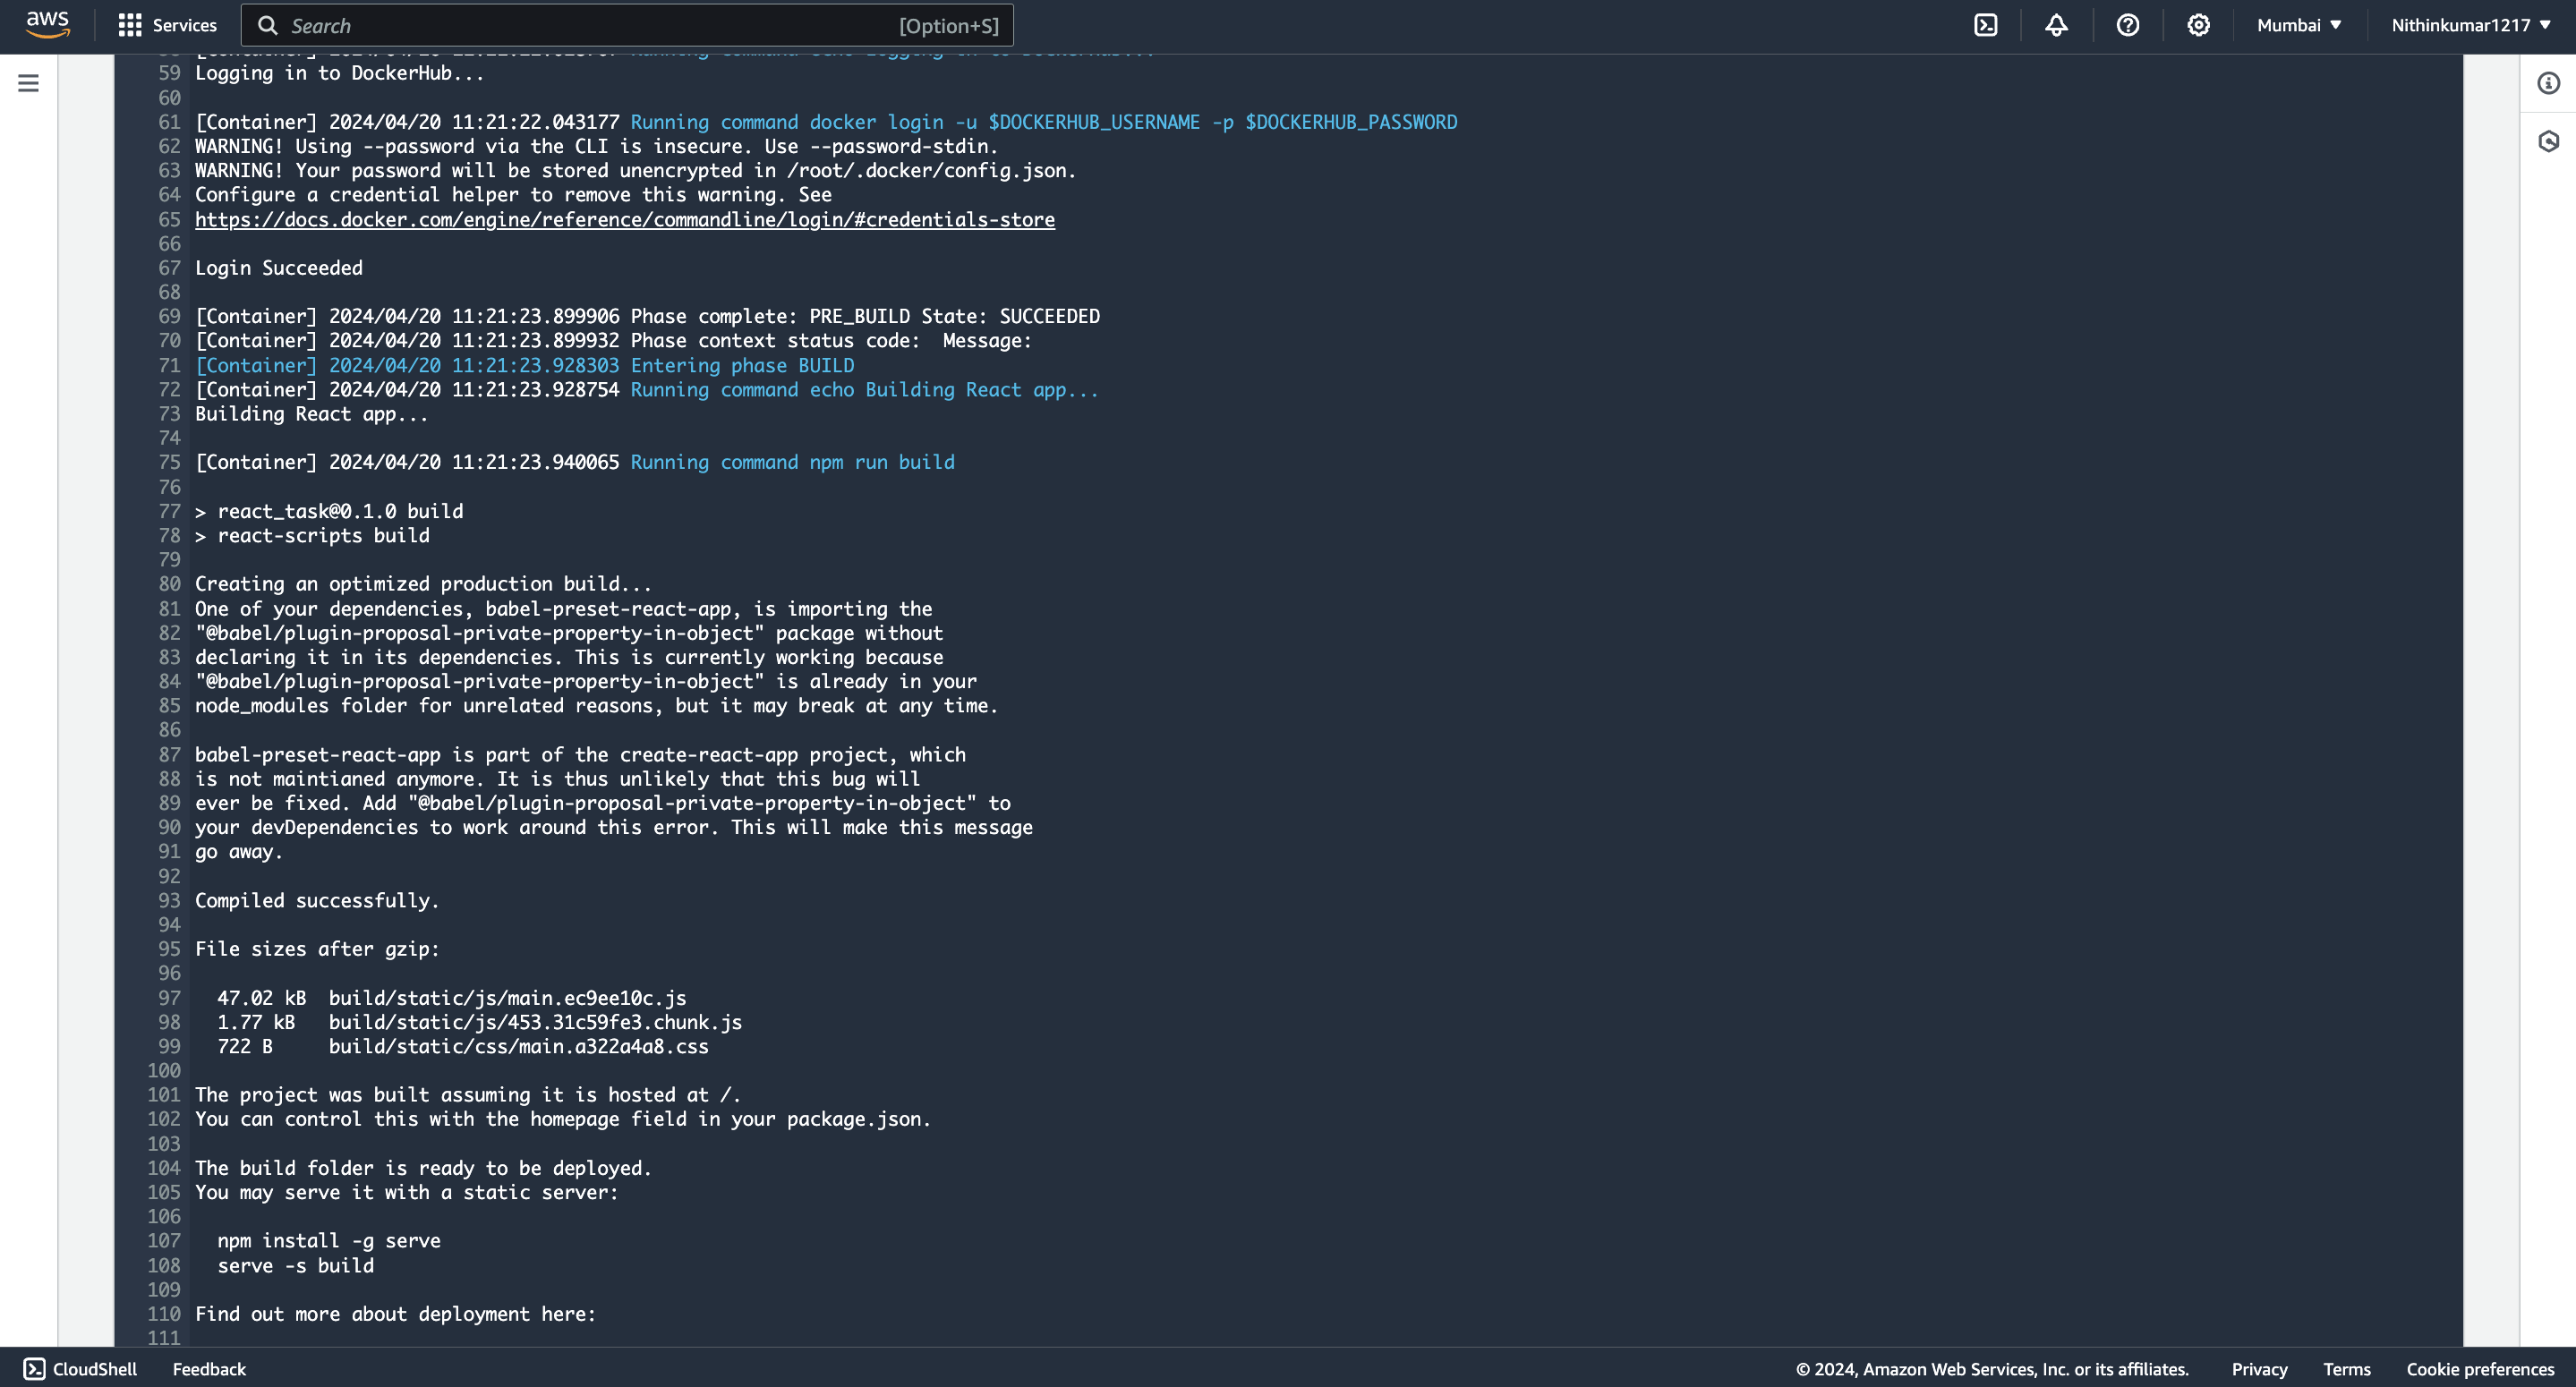 aws
Services
Search
[Option+S]
Mumbai
Nithinkumar1217
59 Logging in to DockerHub...
60
61 [Container] 2024/04/20 11:21:22.043177 Running command docker login -u $DOCKERHUB_USERNAME -p $DOCKERHUB_PASSWORD
62 WARNING! Using --password via the CLI is insecure. Use --password-stdin.
63 WARNING! Your password will be stored unencrypted in /root/.docker/config.json.
64 Configure a credential helper to remove this warning. See
65 https://docs.docker.com/engine/reference/commandline/login/#credentials-store
66
67 Login Succeeded
68
69 [Container] 2024/04/20 11:21:23.899906 Phase complete: PRE_BUILD State: SUCCEEDED
70 [Container] 2024/04/20 11:21:23.899932 Phase context status code:  Message:
71 [Container] 2024/04/20 11:21:23.928303 Entering phase BUILD
72 [Container] 2024/04/20 11:21:23.928754 Running command echo Building React app...
73 Building React app...
74
75 [Container] 2024/04/20 11:21:23.940065 Running command npm run build
76
77 > react_task@0.1.0 build
78 > react-scripts build
79
80 Creating an optimized production build...
81 One of your dependencies, babel-preset-react-app, is importing the
82 "@babel/plugin-proposal-private-property-in-object" package without
83 declaring it in its dependencies. This is currently working because
84 "@babel/plugin-proposal-private-property-in-object" is already in your
85 node_modules folder for unrelated reasons, but it may break at any time.
86
87 babel-preset-react-app is part of the create-react-app project, which
88 is not maintianed anymore. It is thus unlikely that this bug will
89 ever be fixed. Add "@babel/plugin-proposal-private-property-in-object" to
90 your devDependencies to work around this error. This will make this message
91 go away.
92
93 Compiled successfully.
94
95 File sizes after gzip:
96
97   47.02 kB  build/static/js/main.ec9ee10c.js
98   1.77 kB   build/static/js/453.31c59fe3.chunk.js
99   722 B     build/static/css/main.a322a4a8.css
100
101 The project was built assuming it is hosted at /.
102 You can control this with the homepage field in your package.json.
103
104 The build folder is ready to be deployed.
105 You may serve it with a static server:
106
107   npm install -g serve
108   serve -s build
109
110 Find out more about deployment here:
111
CloudShell
Feedback
© 2024, Amazon Web Services, Inc. or its affiliates.
Privacy
Terms
Cookie preferences